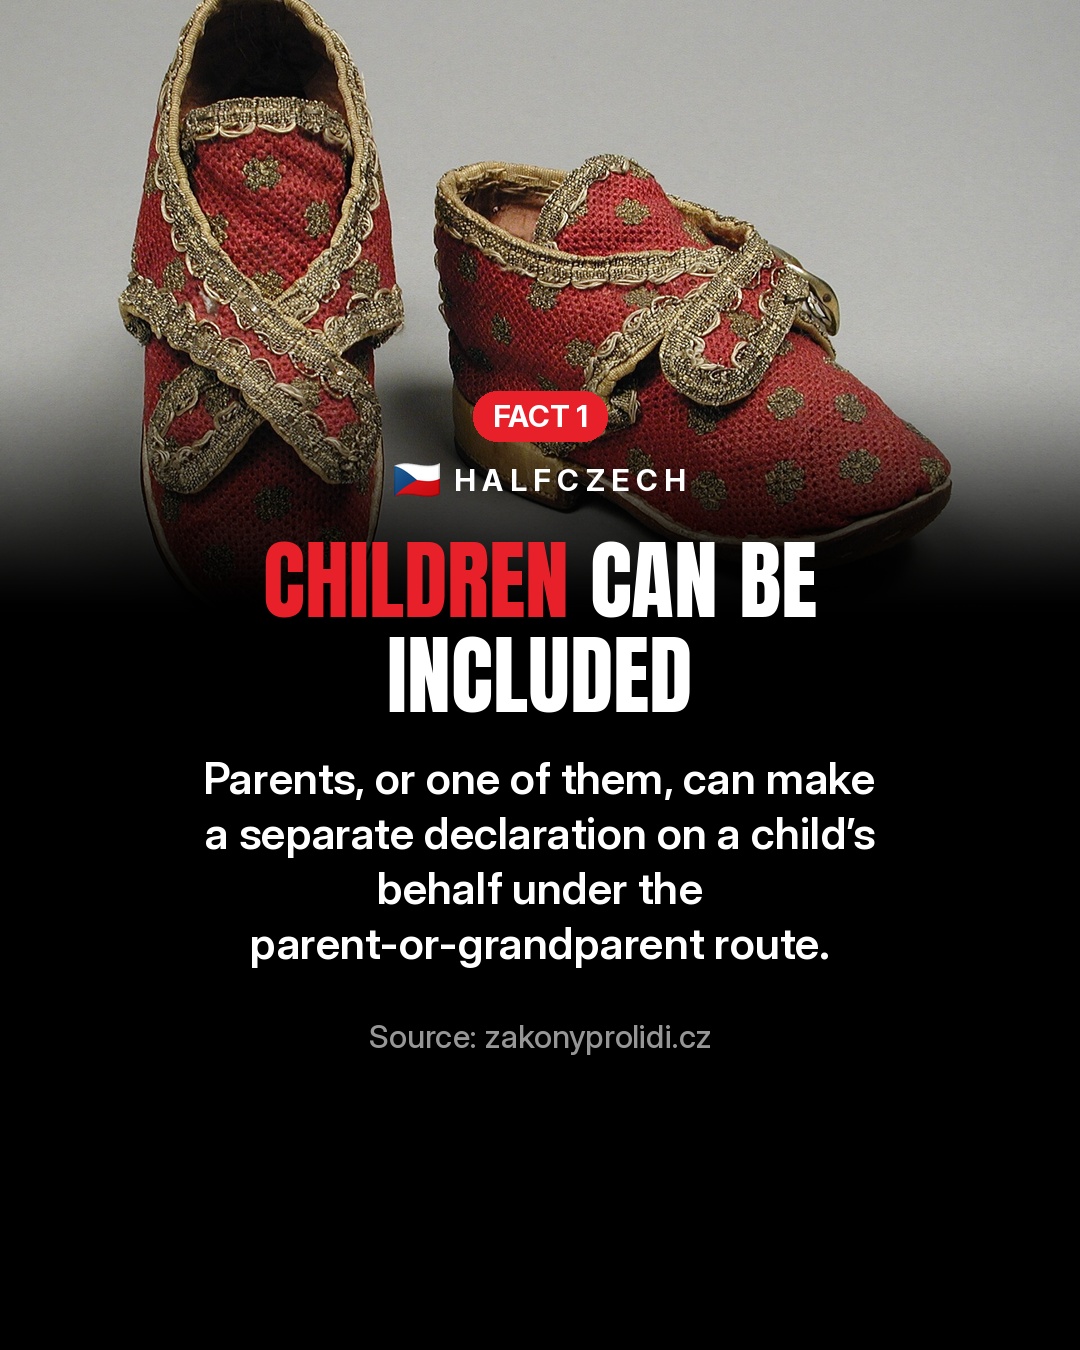 FACT 1
HALFCZECH
CHILDREN CAN BE
INCLUDED
Parents, or one of them, can make
a separate declaration on a child’s
behalf under the
parent-or-grandparent route.
Source: zakonyprolidi.cz